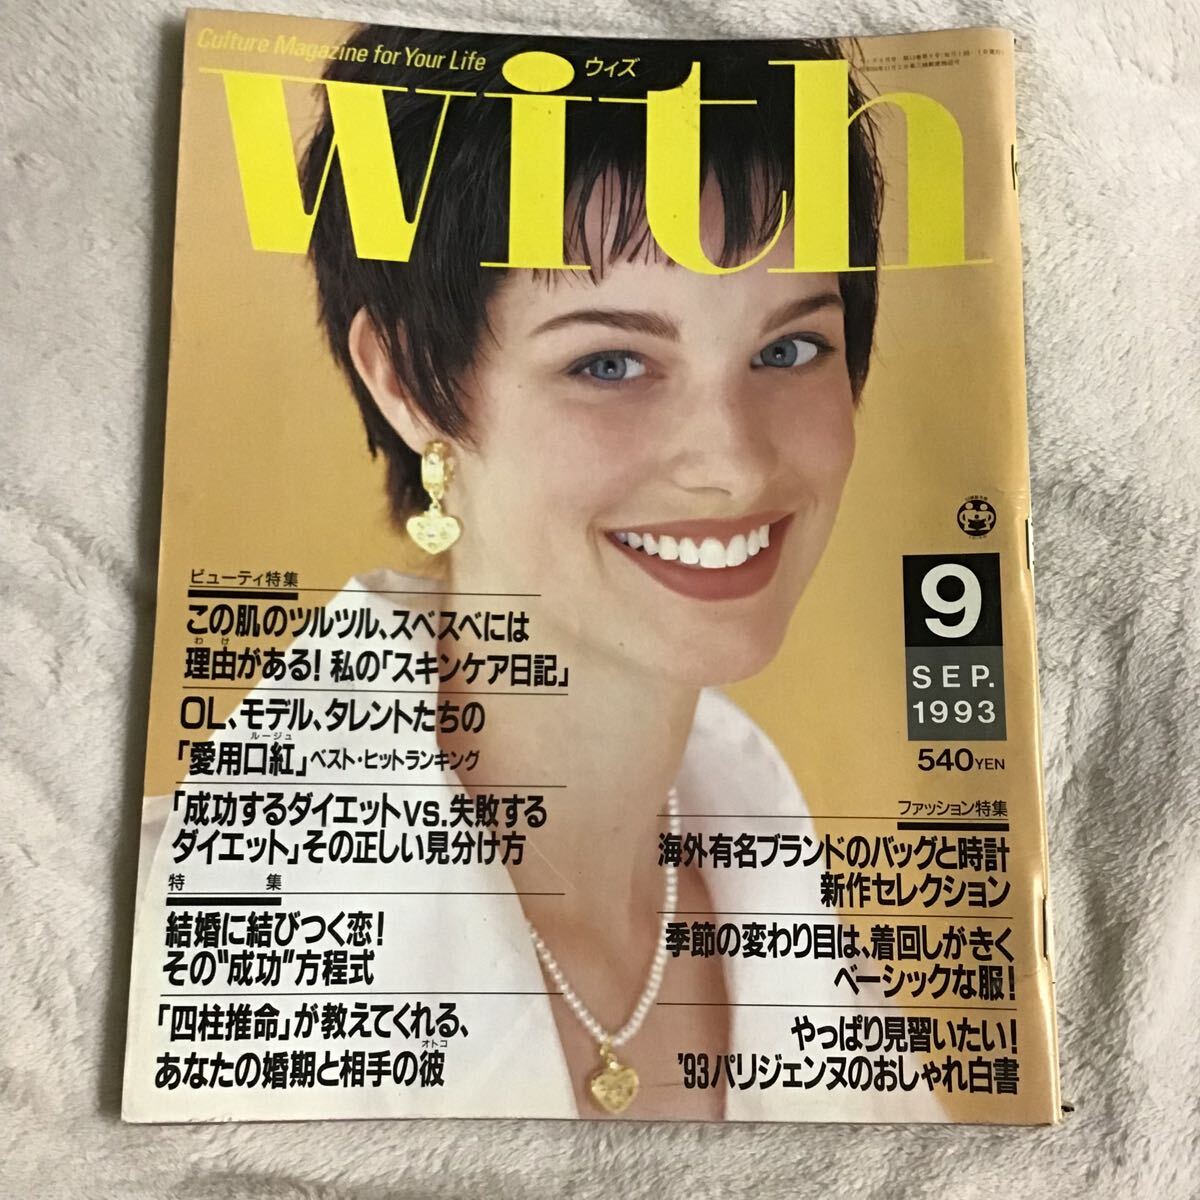 Culture Magazine for Your Life
ウィズ
with
9
SEP.
1993
540YEN
ビューティ特集
この肌のツルツル、スベスベには
わけ
理由がある!私の「スキンケア日記」
OL、モデル、タレントたちの
ルージュ
「愛用口紅」ベスト・ヒットランキング
「成功するダイエットvs.失敗する
ダイエット」その正しい見分け方
特集
結婚に結びつく恋!
その"成功"方程式
「四柱推命」が教えてくれる、
オトコ
あなたの婚期と相手の彼
ファッション特集
海外有名ブランドのバッグと時計
新作セレクション
季節の変わり目は、着回しがきく
ベーシックな服!
やっぱり見習いたい!
'93パリジェンヌのおしゃれ白書